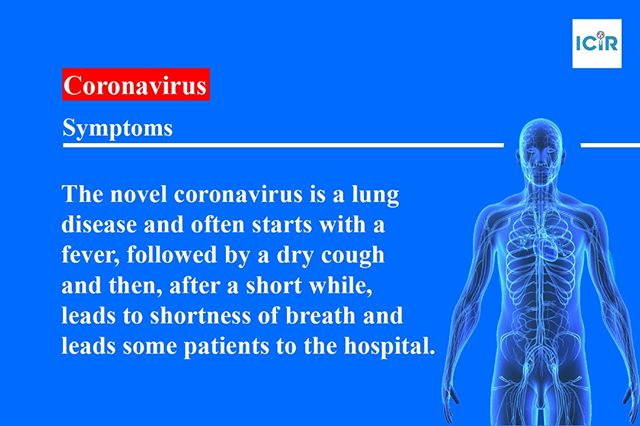 ICIR
Coronavirus
Symptoms
The novel coronavirus is a lung
disease and often starts with a
fever, followed by a dry cough
and then, after a short while,
leads to shortness of breath and
leads some patients to the hospital.